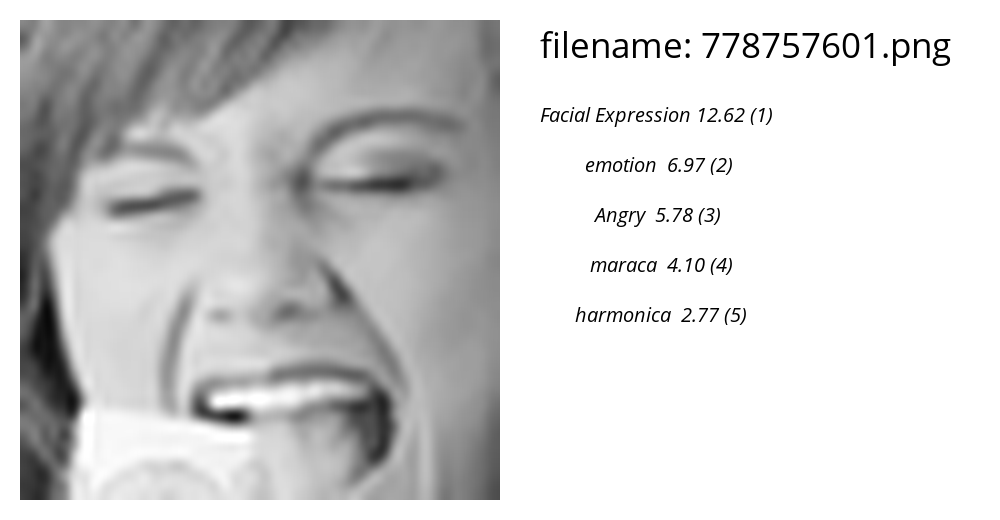 filename: 778757601.png
Facial Expression 12.62 (1)
emotion 6.97 (2)
Angry 5.78 (3)
maraca 4.10 (4)
harmonica 2.77 (5)